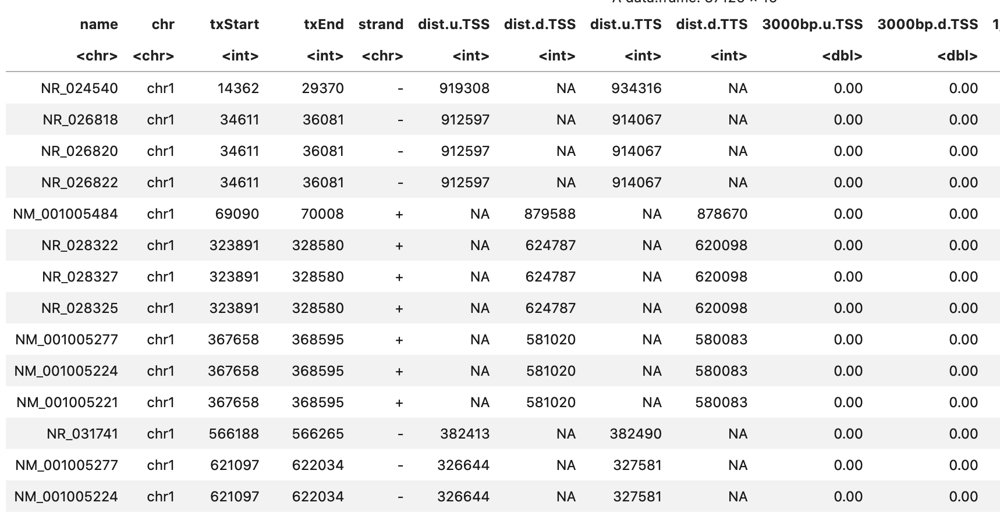 name chr txStart txEnd strand dist.u.TSS dist.d.TSS dist.u.TTS dist.d.TTS 3000bp.u.TSS 3000bp.d.TSS
<chr> <chr> <int> <int> <chr> <int> <int> <int> <int> <dbl> <dbl>
NR_024540 chr1 14362 29370 - 919308 NA 934316 NA 0.00 0.00
NR_026818 chr1 34611 36081 - 912597 NA 914067 NA 0.00 0.00
NR_026820 chr1 34611 36081 - 912597 NA 914067 NA 0.00 0.00
NR_026822 chr1 34611 36081 - 912597 NA 914067 NA 0.00 0.00
NM_001005484 chr1 69090 70008 + NA 879588 NA 878670 0.00 0.00
NR_028322 chr1 323891 328580 + NA 624787 NA 620098 0.00 0.00
NR_028327 chr1 323891 328580 + NA 624787 NA 620098 0.00 0.00
NR_028325 chr1 323891 328580 + NA 624787 NA 620098 0.00 0.00
NM_001005277 chr1 367658 368595 + NA 581020 NA 580083 0.00 0.00
NM_001005224 chr1 367658 368595 + NA 581020 NA 580083 0.00 0.00
NM_001005221 chr1 367658 368595 + NA 581020 NA 580083 0.00 0.00
NR_031741 chr1 566188 566265 - 382413 NA 382490 NA 0.00 0.00
NM_001005277 chr1 621097 622034 - 326644 NA 327581 NA 0.00 0.00
NM_001005224 chr1 621097 622034 - 326644 NA 327581 NA 0.00 0.00